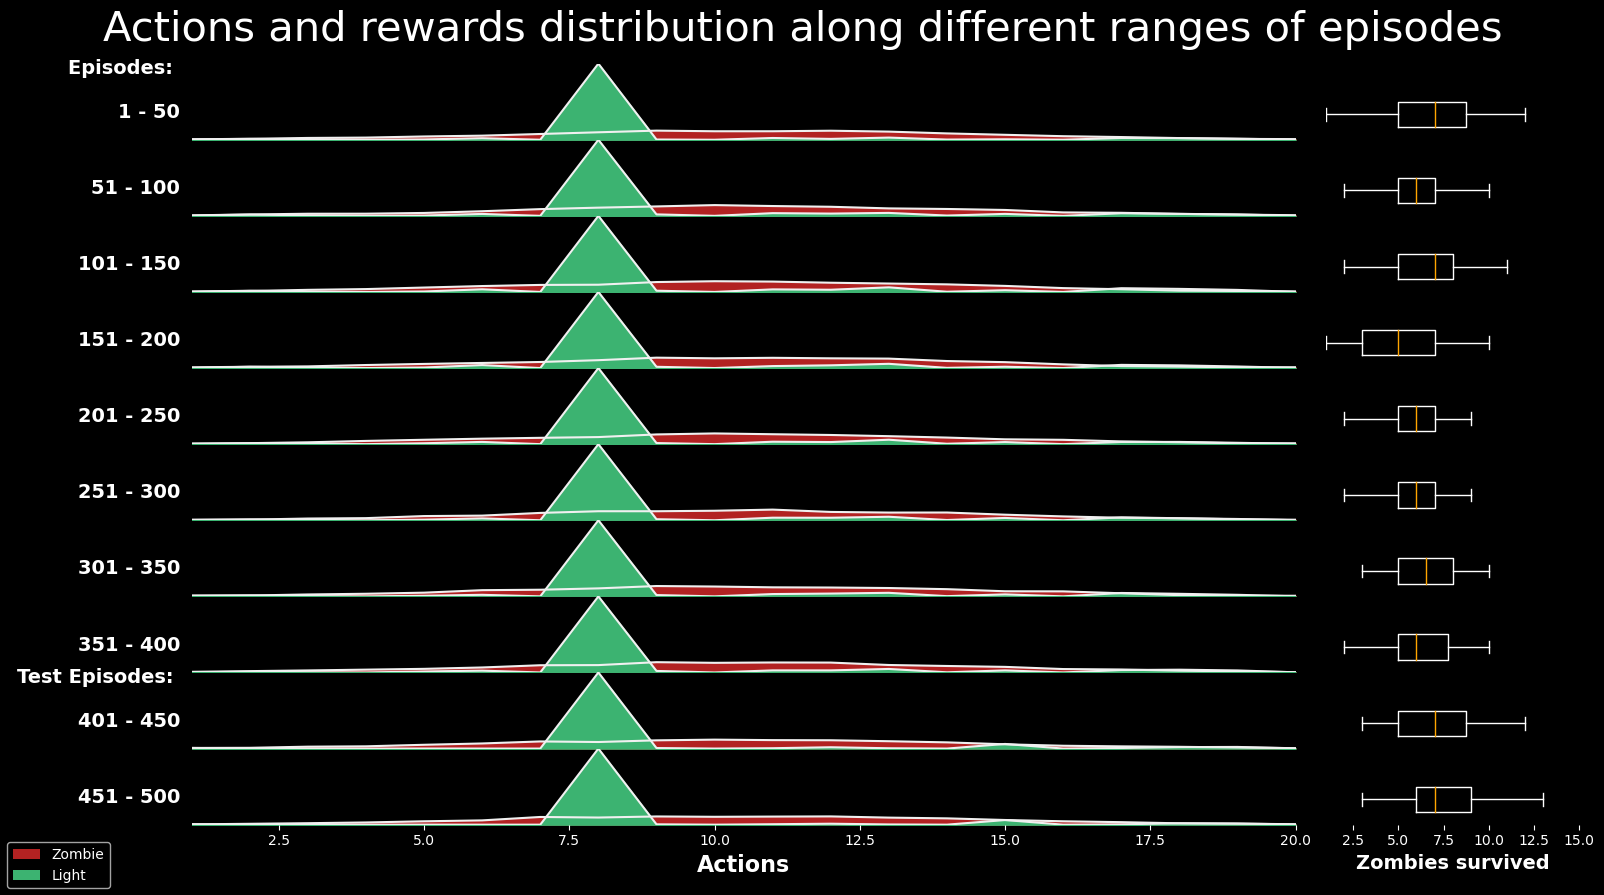 Actions and rewards distribution along different ranges of episodes
Episodes:
1 - 50
51 - 100
101 - 150
151 - 200
201 - 250
251 - 300
301 - 350
351 - 400
Test Episodes:
401 - 450
451 - 500
2.5 5.0 7.5 10.0 12.5 15.0 17.5 20.0
Actions
2.5 5.0 7.5 10.0 12.5 15.0
Zombies survived
Zombie
Light